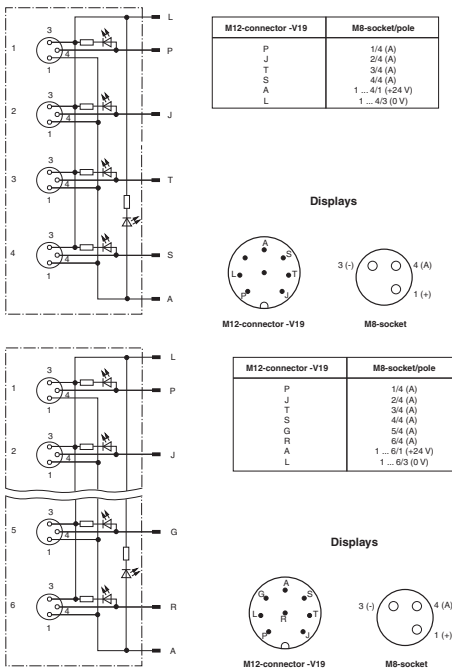 L
3
1
P
4
1
3
2
J
4
1
3
3
T
4
1
3
4
S
4
1
A
M12-connector -V19 M8-socket/pole
P 1/4 (A)
J 2/4 (A)
T 3/4 (A)
S 4/4 (A)
A 1 ... 4/1 (+24 V)
L 1 ... 4/3 (0 V)
Displays
A
S
L T
P J
M12-connector -V19
3 (-) 4 (A)
1 (+)
M8-socket
L
3
1
P
4
1
3
2
J
4
1
3
5
G
4
1
3
6
R
4
1
A
M12-connector -V19 M8-socket/pole
P 1/4 (A)
J 2/4 (A)
T 3/4 (A)
S 4/4 (A)
G 5/4 (A)
R 6/4 (A)
A 1 ... 6/1 (+24 V)
L 1 ... 6/3 (0 V)
Displays
A
G S
L T
R
P J
M12-connector -V19
3 (-) 4 (A)
1 (+)
M8-socket